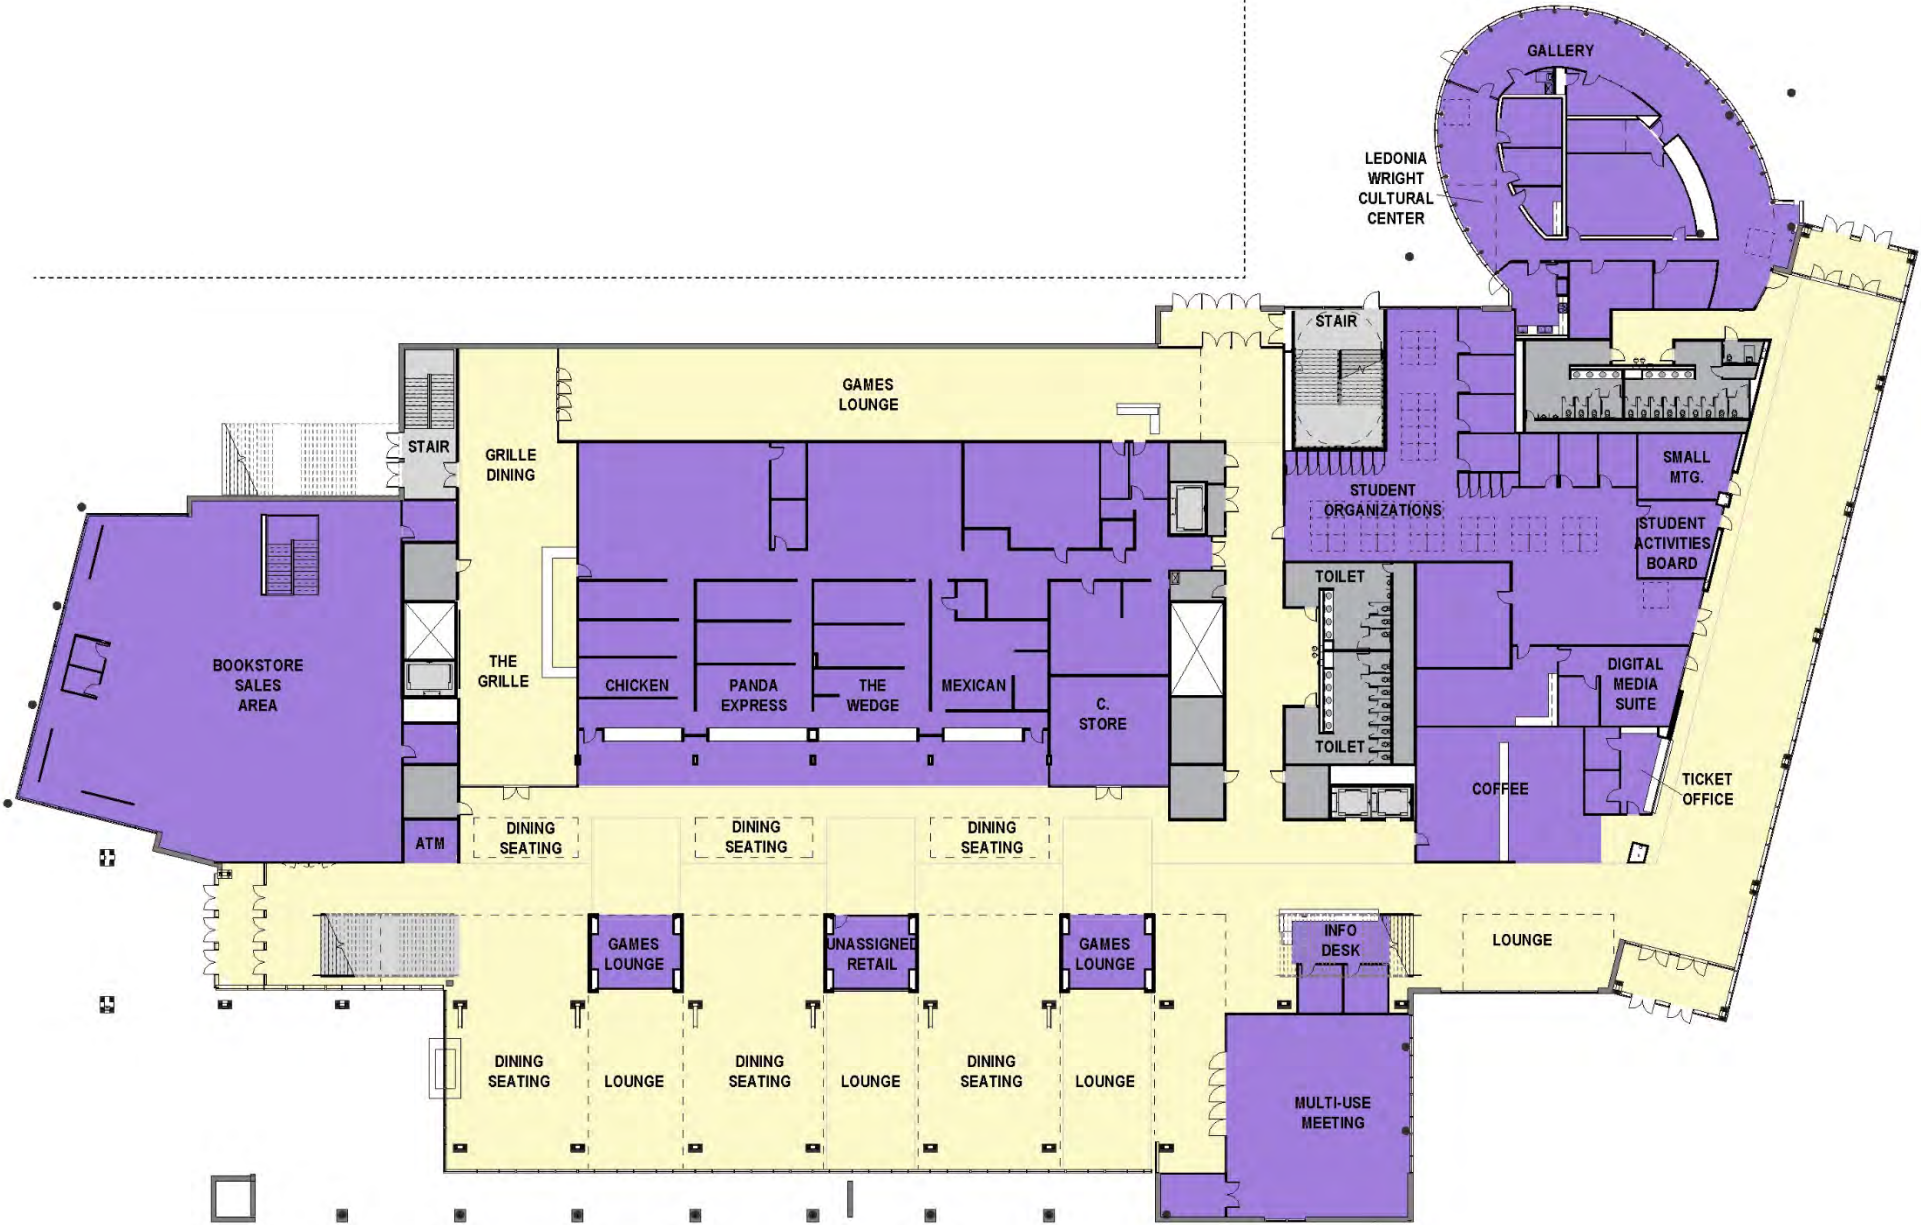 GALLERY
LEDONIA
WRIGHT
CULTURAL
CENTER
STAIR
GAMES
LOUNGE
STAIR
GRILLE
DINING
SMALL
MTG.
STUDENT
ORGANIZATIONS
STUDENT
ACTIVITIES
BOARD
TOILET
BOOKSTORE
SALES
AREA
THE
GRILLE
CHICKEN
PANDA
EXPRESS
THE
WEDGE
MEXICAN
C.
STORE
DIGITAL
MEDIA
SUITE
TOILET
COFFEE
TICKET
OFFICE
ATM
DINING
SEATING
DINING
SEATING
DINING
SEATING
GAMES
LOUNGE
UNASSIGNED
RETAIL
GAMES
LOUNGE
INFO
DESK
LOUNGE
DINING
SEATING
LOUNGE
DINING
SEATING
LOUNGE
DINING
SEATING
LOUNGE
MULTI-USE
MEETING